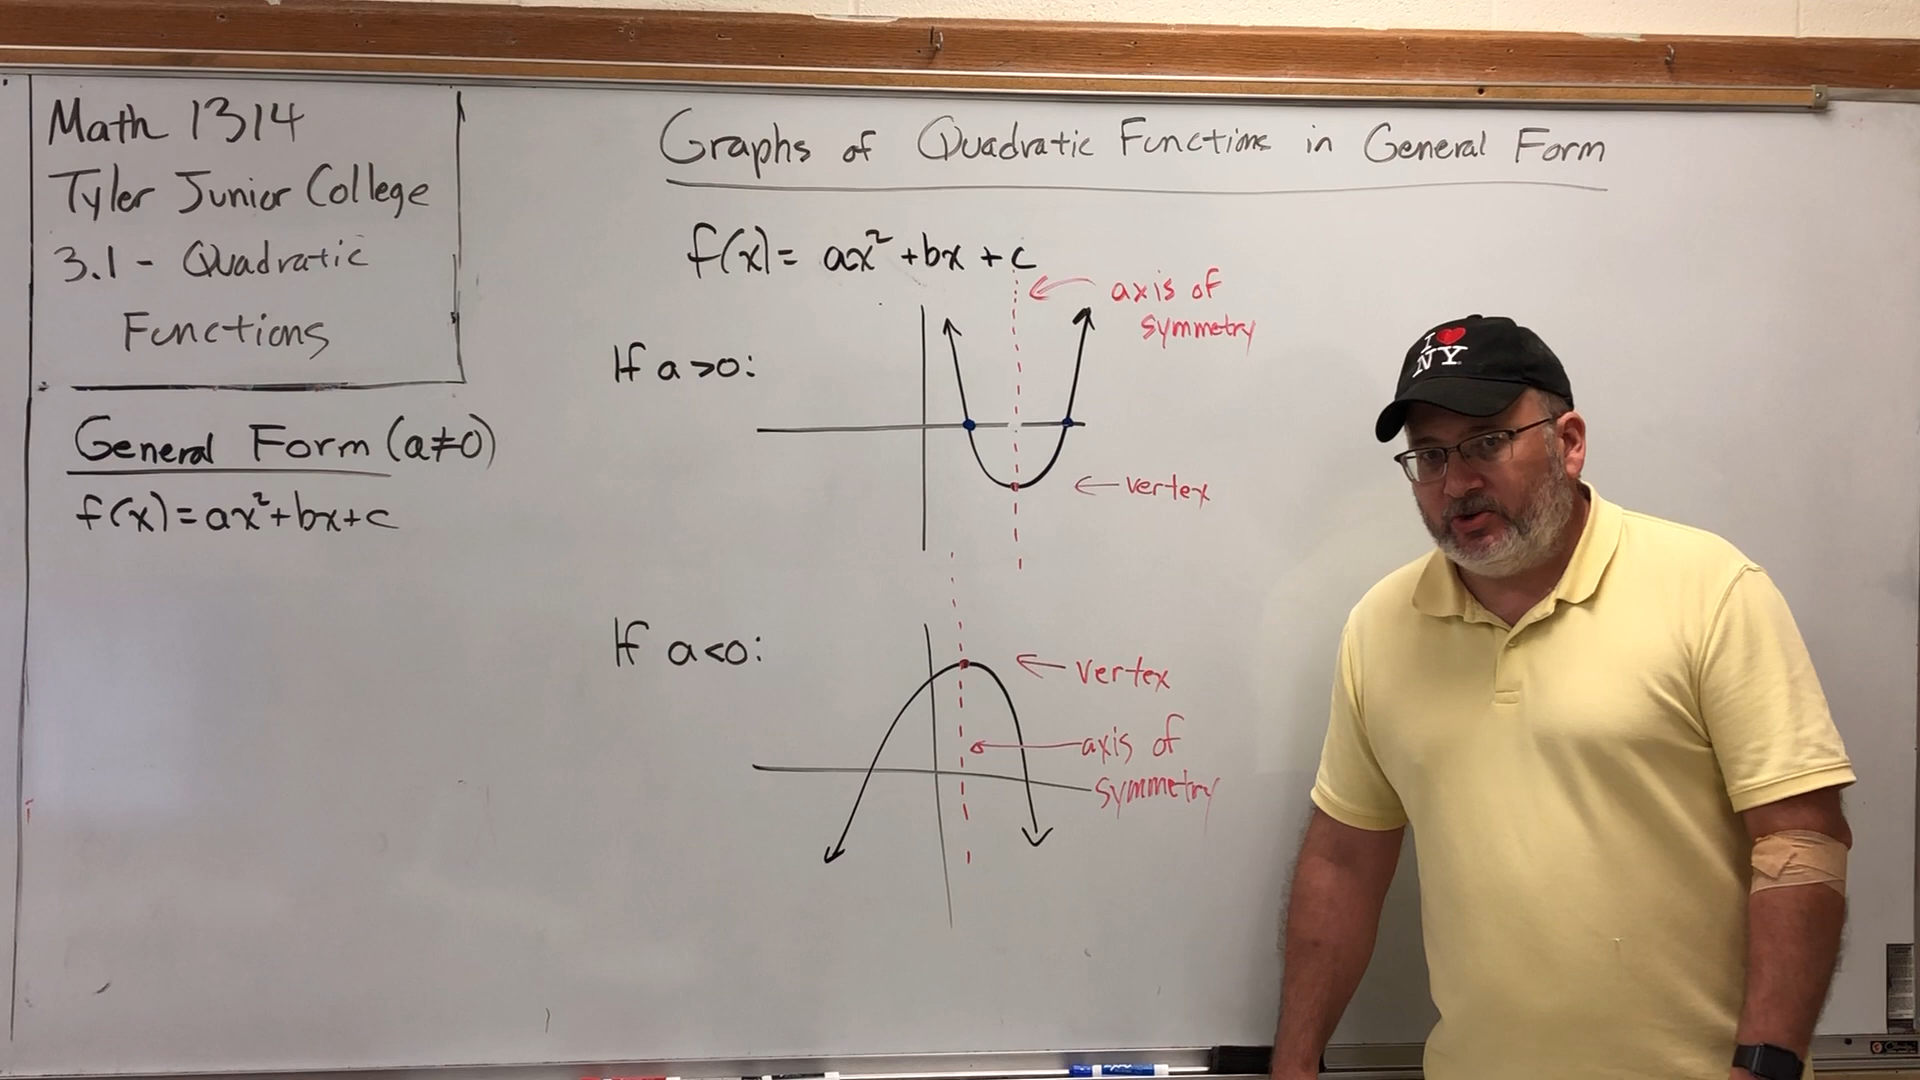 Math 1314
Tyler Junior College
3.1 - Quadratic
Functions
General Form (a≠0)
f(x)=ax²+bx+c
Graphs of Quadratic Functions in General Form
f(x)= ax²+bx+c
axis of
symmetry
If a>0:
vertex
If a<0:
vertex
axis of
symmetry
I ♥
NY